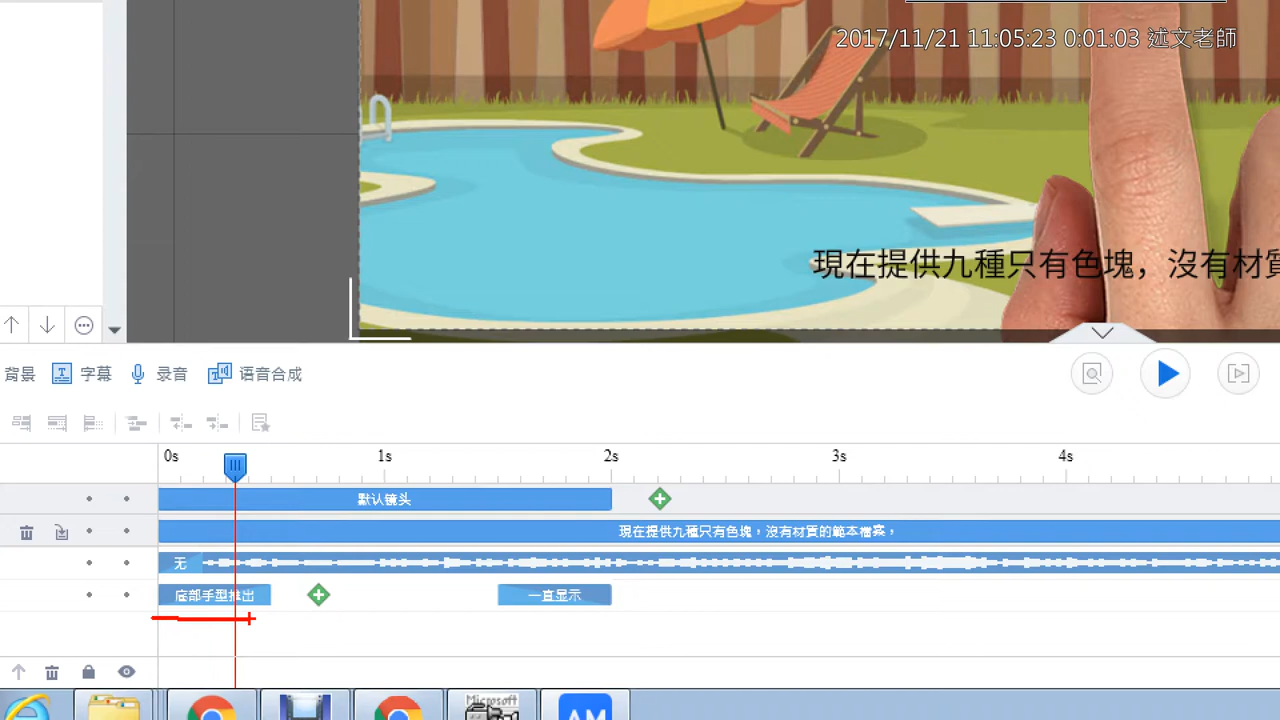 2017/11/21 11:05:23 0:01:03 述文老師
現在提供九種只有色塊，沒有材質
背景 字幕 录音 语音合成
0s 1s 2s 3s 4s
默认镜头
現在提供九種只有色塊，沒有材質的範本檔案，
无
底部手型推出 一直显示
Microsoft
AM